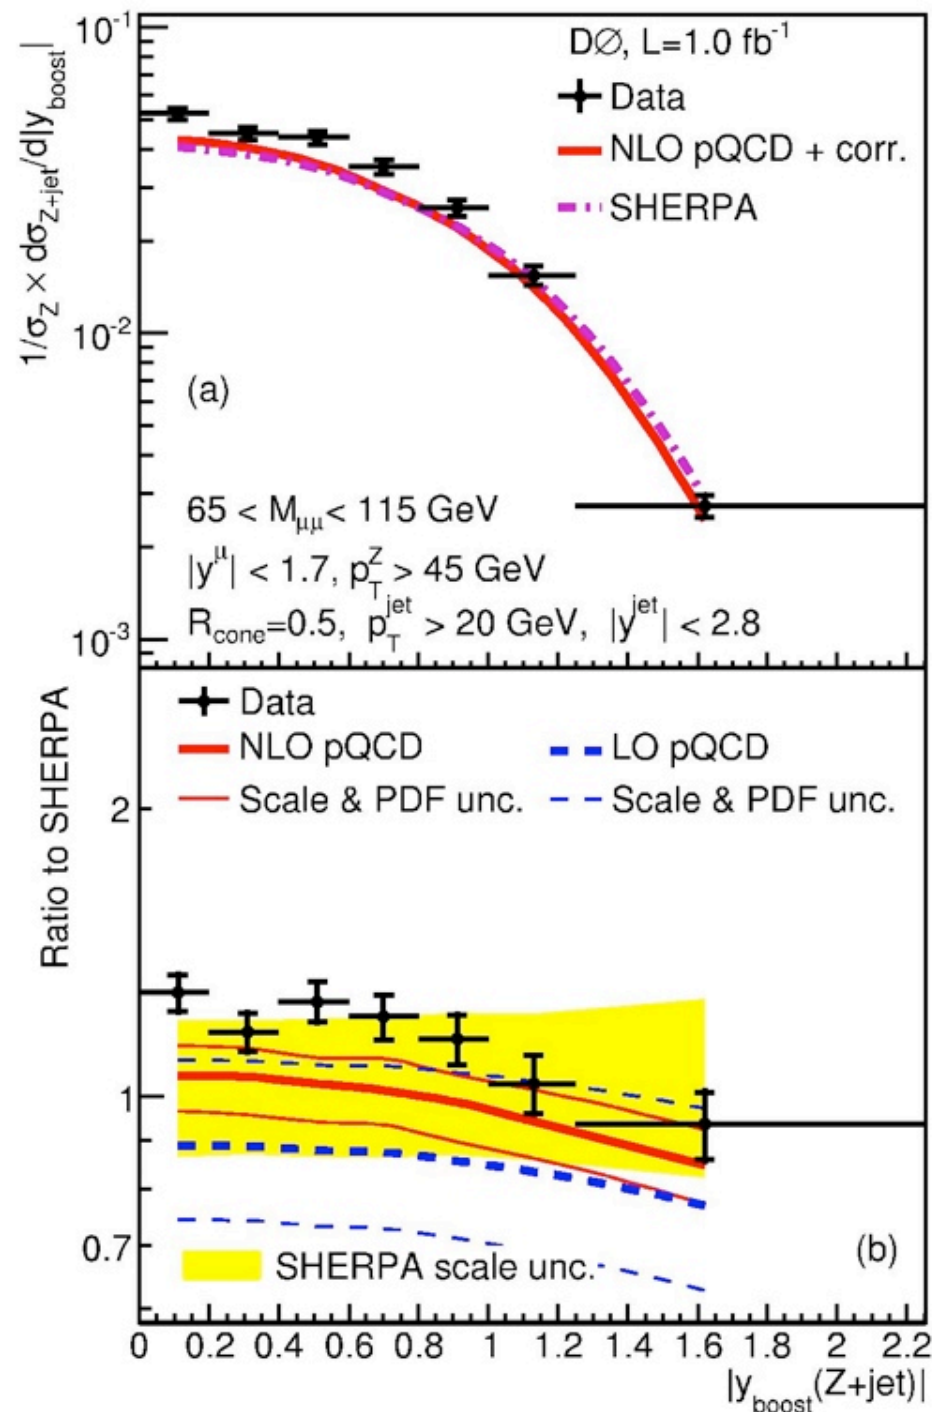 10⁻¹
DØ, L=1.0 fb⁻¹
Data
NLO pQCD + corr.
SHERPA
1/σ_Z × dσ_Z+jet/d|y_boost|
10⁻²
(a)
65 < M_μμ < 115 GeV
|y^μ| < 1.7, p_T^Z > 45 GeV
R_cone=0.5, p_T^jet > 20 GeV, |y^jet| < 2.8
10⁻³
Data
NLO pQCD
LO pQCD
Scale & PDF unc.
Scale & PDF unc.
Ratio to SHERPA
2
1
0.7
(b)
SHERPA scale unc.
0 0.2 0.4 0.6 0.8 1 1.2 1.4 1.6 1.8 2 2.2
|y_boost(Z+jet)|